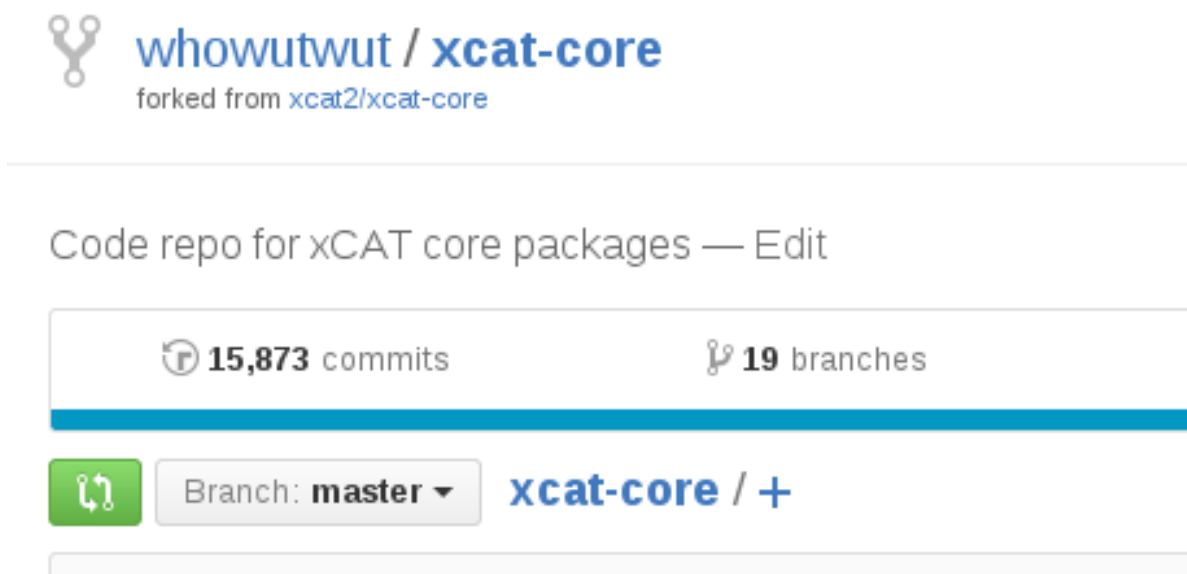 whowutwut / xcat-core
forked from xcat2/xcat-core
Code repo for xCAT core packages — Edit
15,873 commits 19 branches
Branch: master xcat-core / +